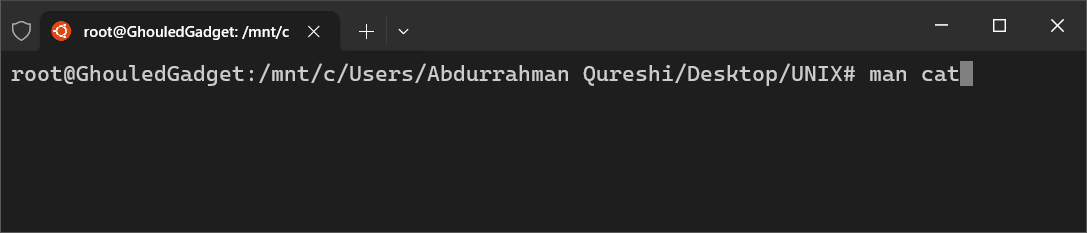 root@GhouledGadget: /mnt/c
root@GhouledGadget:/mnt/c/Users/Abdurrahman Qureshi/Desktop/UNIX# man cat